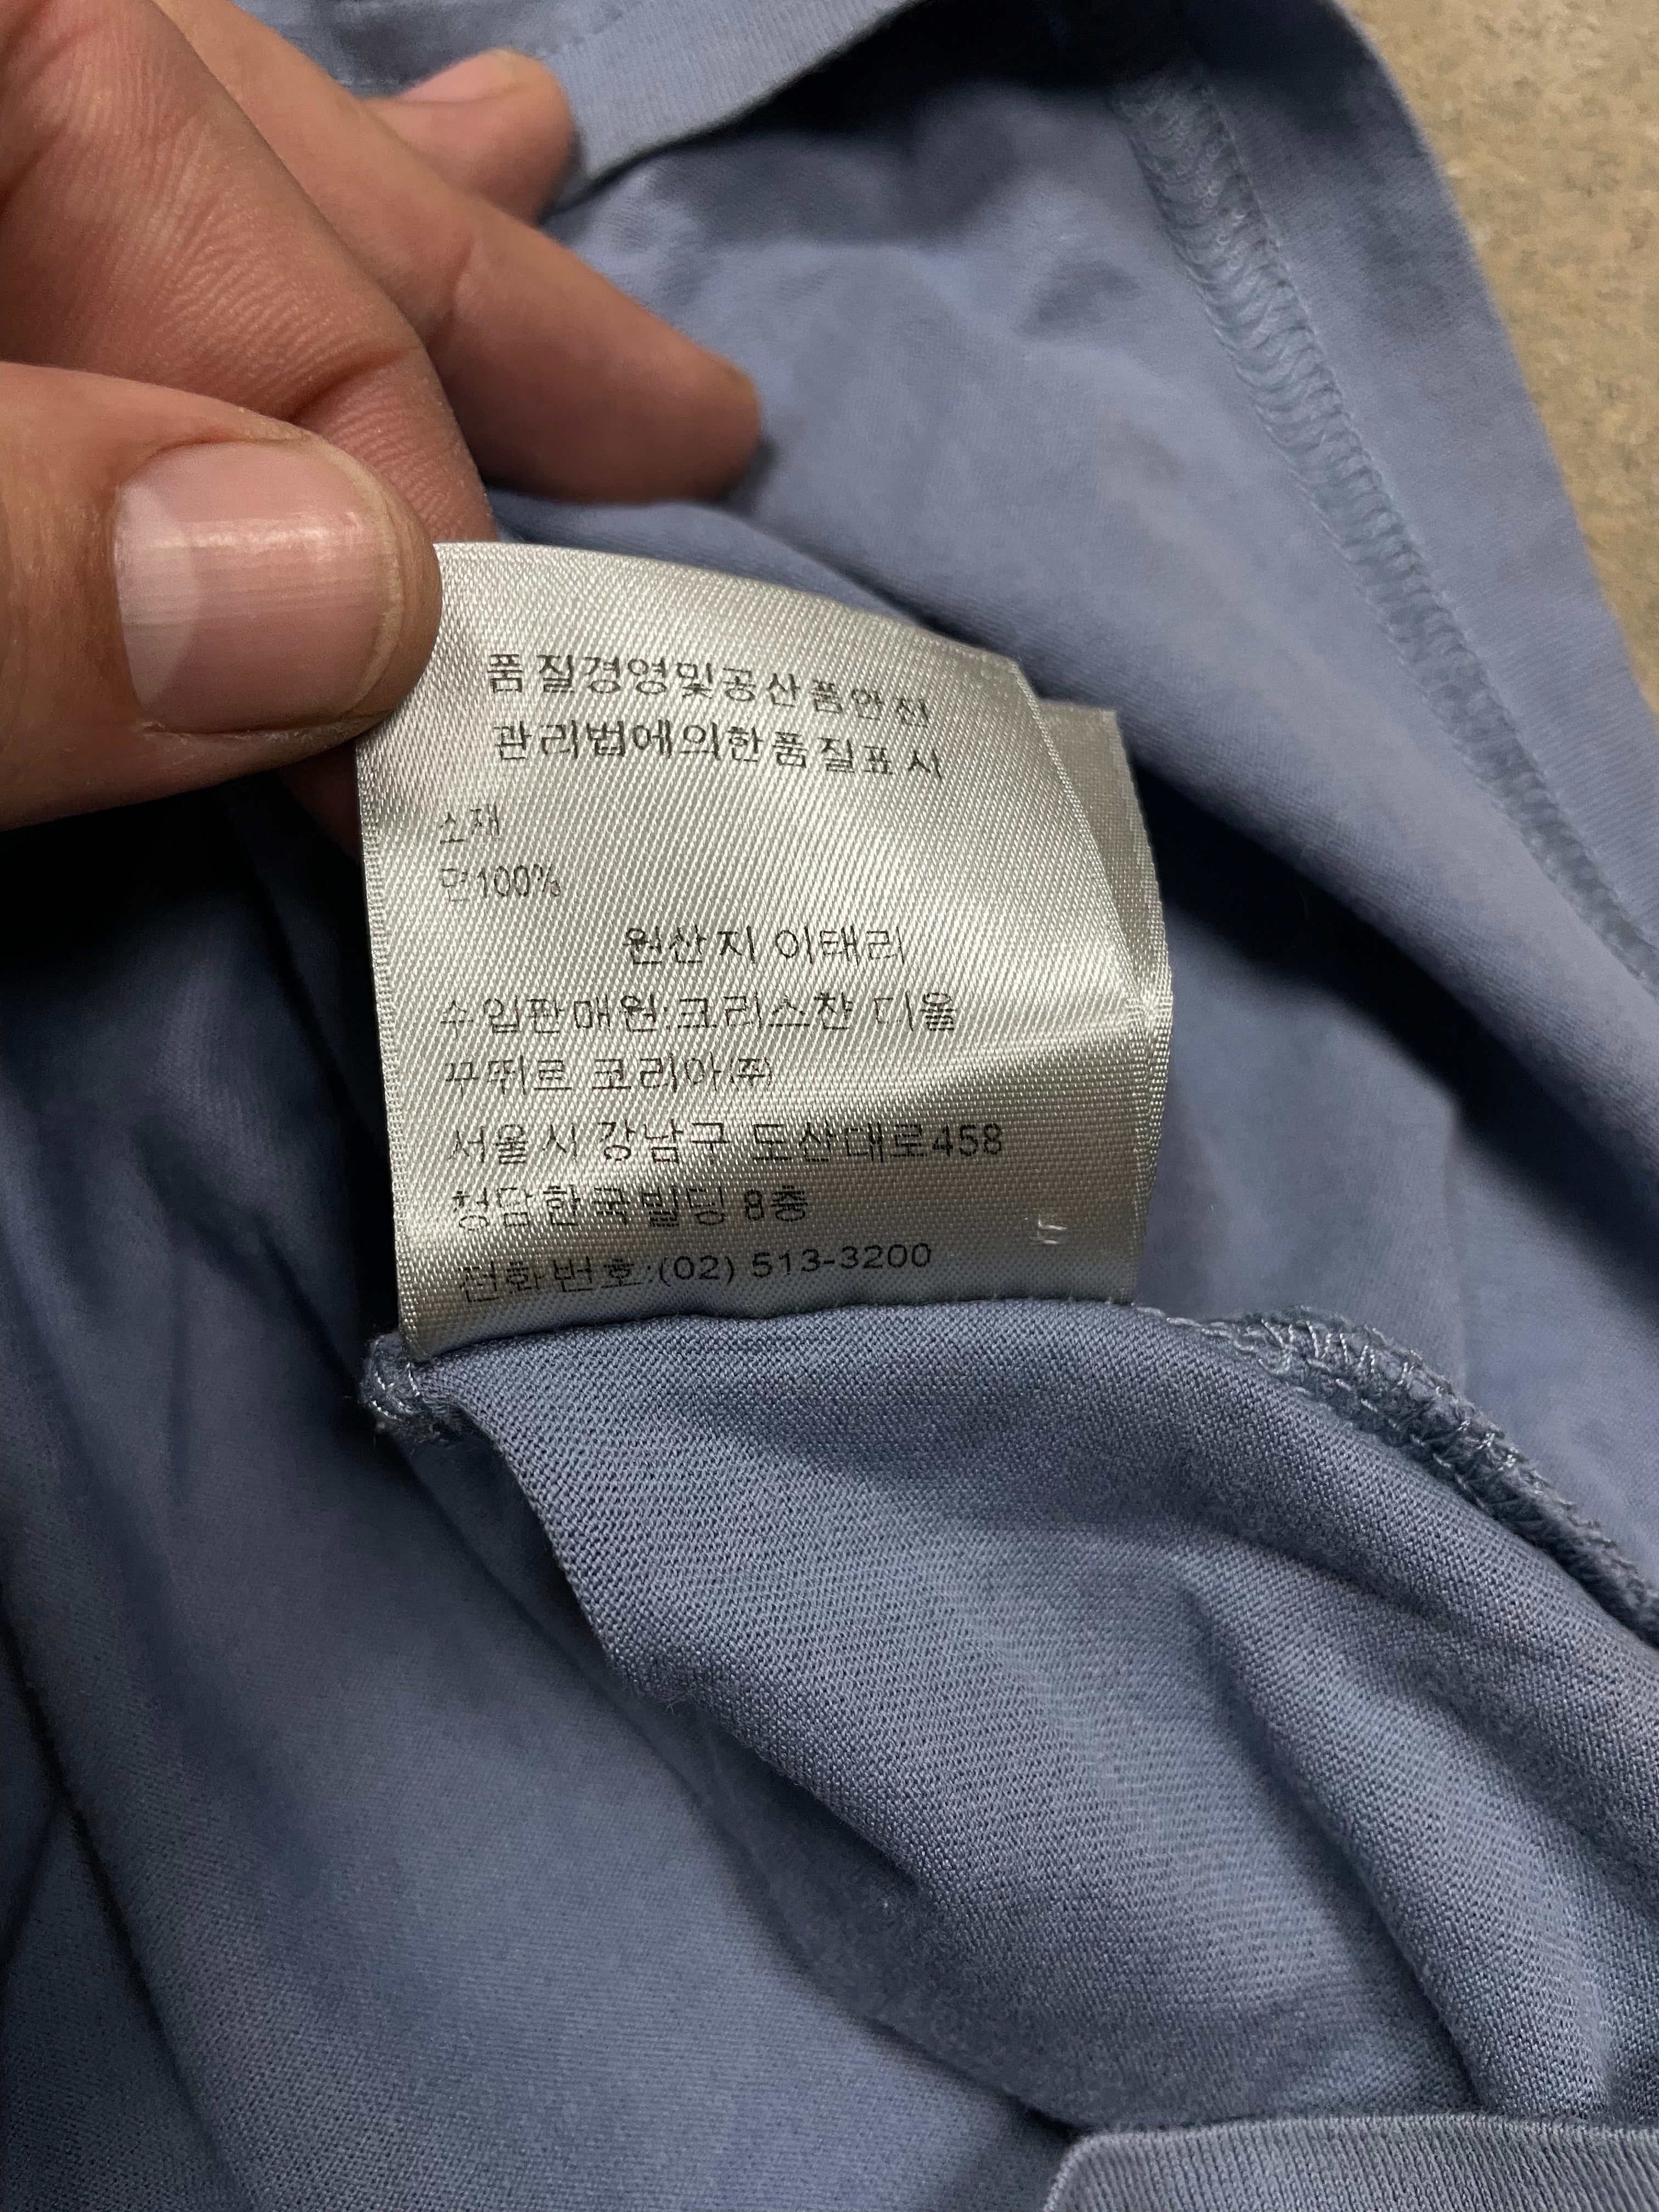 품질경영및공산품안전
관리법에의한품질표시
소재
면100%
원산지 이태리
수입판매원:크리스챤 디올
꾸뛰르 코리아(주)
서울시 강남구 도산대로458
청담한국빌딩 8층
전화번호:(02) 513-3200